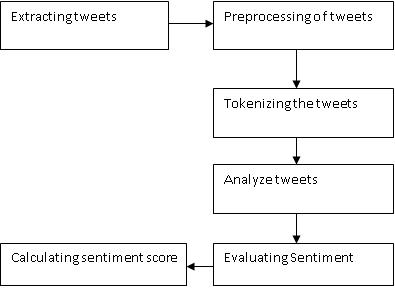 Extracting tweets
Preprocessing of tweets
Tokenizing the tweets
Analyze tweets
Evaluating Sentiment
Calculating sentiment score